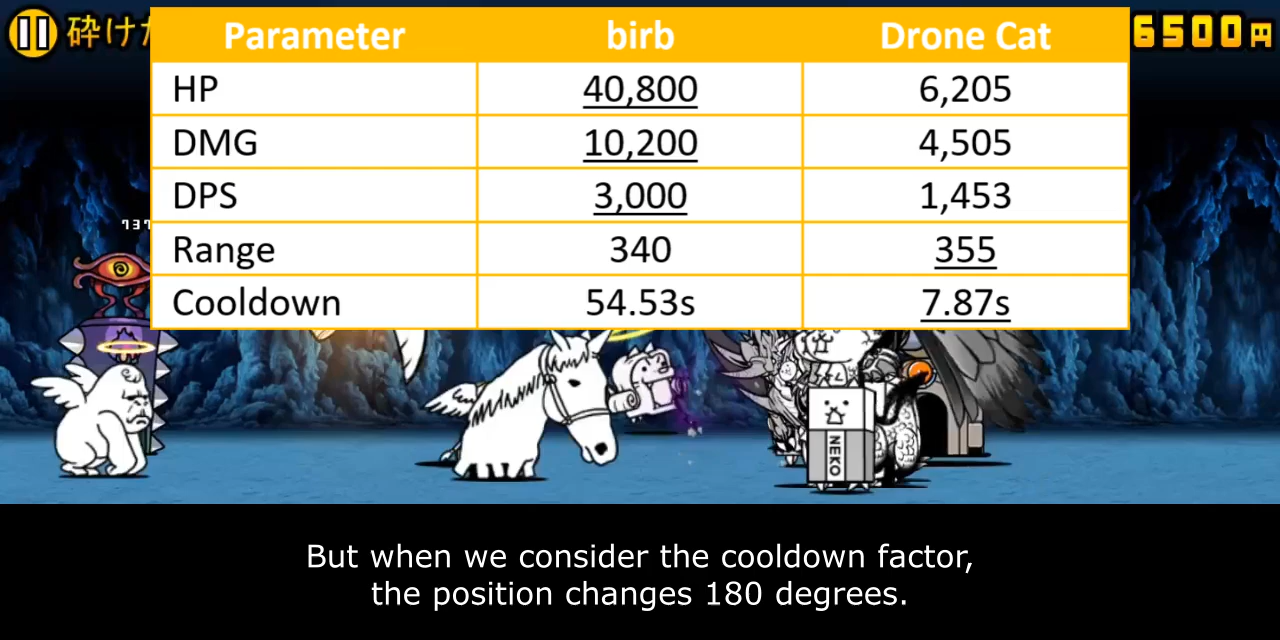 砕け
6500円
Parameter birb Drone Cat
HP 40,800 6,205
DMG 10,200 4,505
DPS 3,000 1,453
Range 340 355
Cooldown 54.53s 7.87s
737
NEKO
But when we consider the cooldown factor,
the position changes 180 degrees.